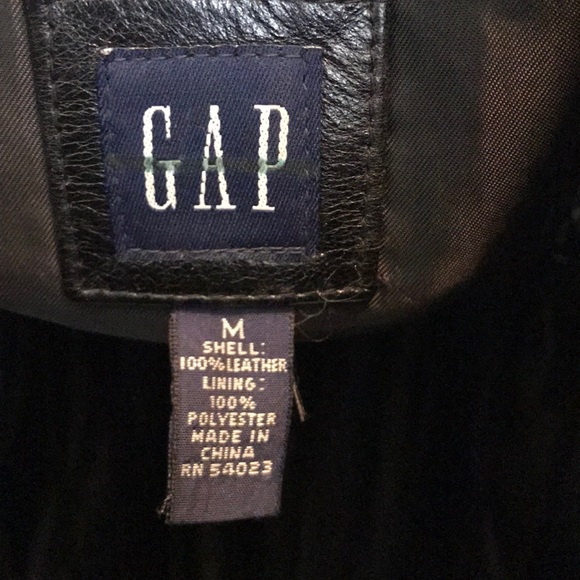 GAP
M
SHELL:
100%LEATHER
LINING:
100%
POLYESTER
MADE IN
CHINA
RN 54023